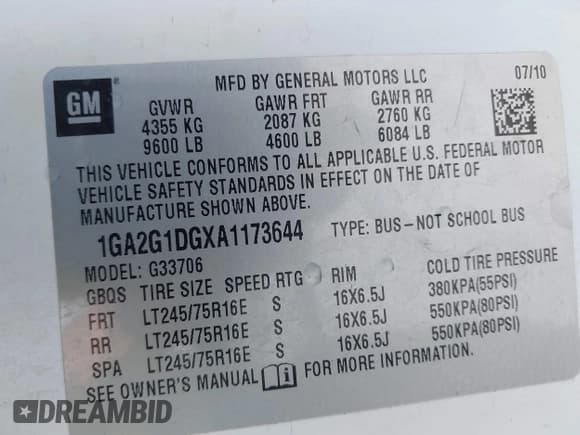 GM
MFD BY GENERAL MOTORS LLC 07/10
GVWR GAWR FRT GAWR RR
4355 KG 2087 KG 2760 KG
9600 LB 4600 LB 6084 LB
THIS VEHICLE CONFORMS TO ALL APPLICABLE U.S. FEDERAL MOTOR
VEHICLE SAFETY STANDARDS IN EFFECT ON THE DATE OF
MANUFACTURE SHOWN ABOVE.
1GA2G1DGXA1173644 TYPE: BUS–NOT SCHOOL BUS
MODEL: G33706
GBQS TIRE SIZE SPEED RTG RIM COLD TIRE PRESSURE
FRT LT245/75R16E S 16X6.5J 380KPA(55PSI)
RR LT245/75R16E S 16X6.5J 550KPA(80PSI)
SPA LT245/75R16E S 16X6.5J 550KPA(80PSI)
SEE OWNER'S MANUAL i FOR MORE INFORMATION.
DREAMBID